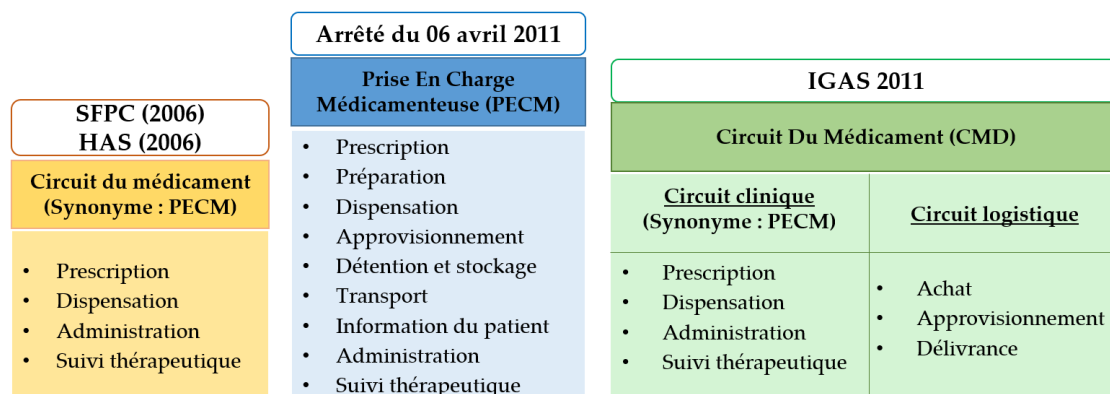 SFPC (2006)
HAS (2006)
Circuit du médicament
(Synonyme : PECM)
• Prescription
• Dispensation
• Administration
• Suivi thérapeutique
Arrêté du 06 avril 2011
Prise En Charge
Médicamenteuse (PECM)
• Prescription
• Préparation
• Dispensation
• Approvisionnement
• Détention et stockage
• Transport
• Information du patient
• Administration
• Suivi thérapeutique
IGAS 2011
Circuit Du Médicament (CMD)
Circuit clinique
(Synonyme : PECM)
• Prescription
• Dispensation
• Administration
• Suivi thérapeutique
Circuit logistique
• Achat
• Approvisionnement
• Délivrance